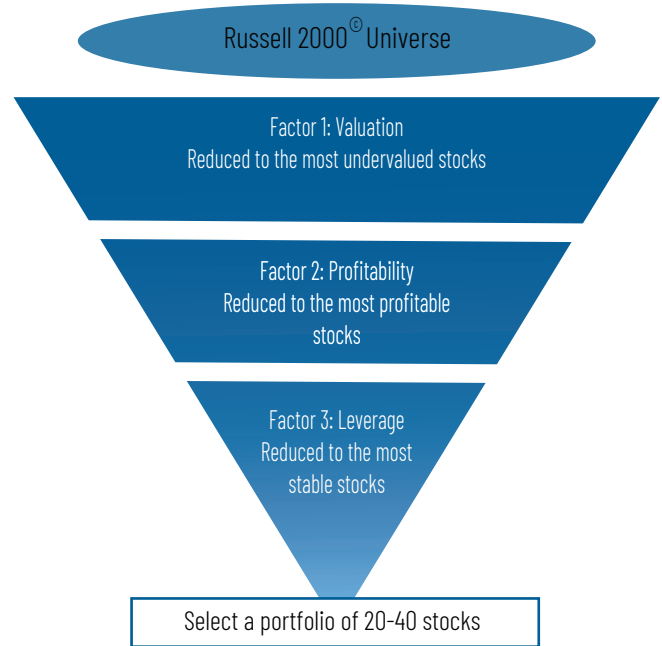 Russell 2000© Universe
Factor 1: Valuation
Reduced to the most undervalued stocks
Factor 2: Profitability
Reduced to the most profitable
stocks
Factor 3: Leverage
Reduced to the most
stable stocks
Select a portfolio of 20-40 stocks